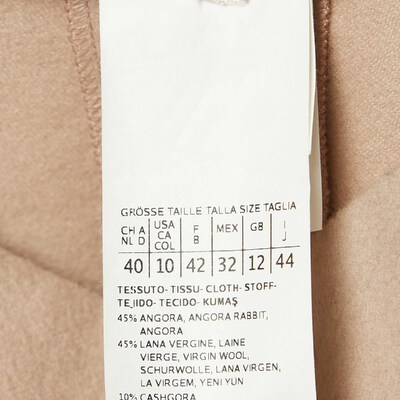 GRÖSSE TAILLE TALLA SIZE TAGLIA
CH A USA F MEX GB I
NL D CA B J
COL
40 10 42 32 12 44
TESSUTO- TISSU- CLOTH- STOFF-
TEJIDO- TECIDO- KUMAŞ
45% ANGORA, ANGORA RABBIT,
ANGORA
45% LANA VERGINE, LAINE
VIERGE, VIRGIN WOOL,
SCHURWOLLE, LANA VIRGEN,
LA VIRGEM, YENI YUN
10% CASHGORA